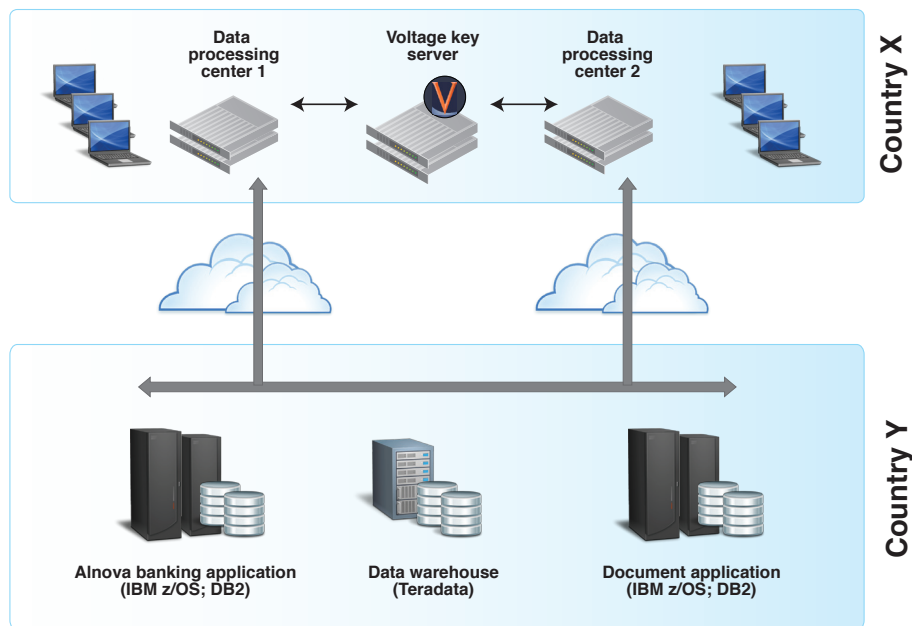 Data
processing
center 1
Voltage key
server
V
Data
processing
center 2
Country X
Country Y
Alnova banking application
(IBM z/OS; DB2)
Data warehouse
(Teradata)
Document application
(IBM z/OS; DB2)